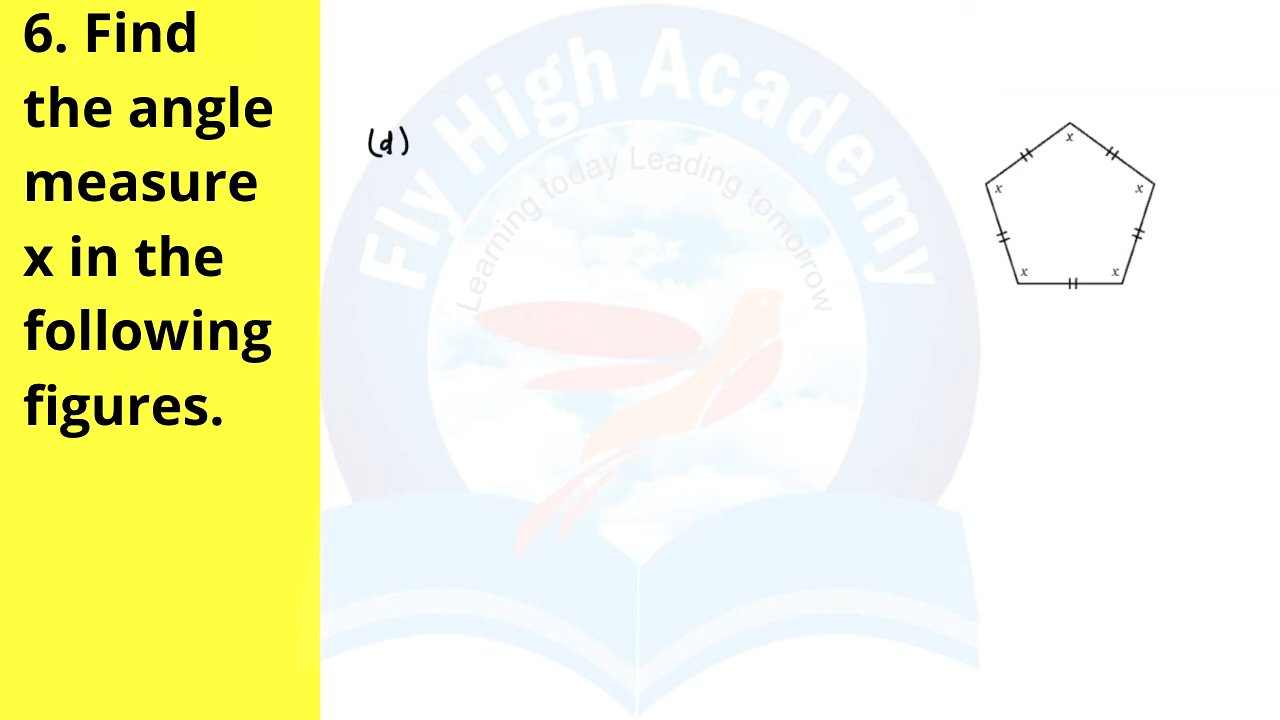 6. Find
the angle
measure
x in the
following
figures.
Fly High Academy
Learning today Leading tomorrow
(d)
x
x x
x x